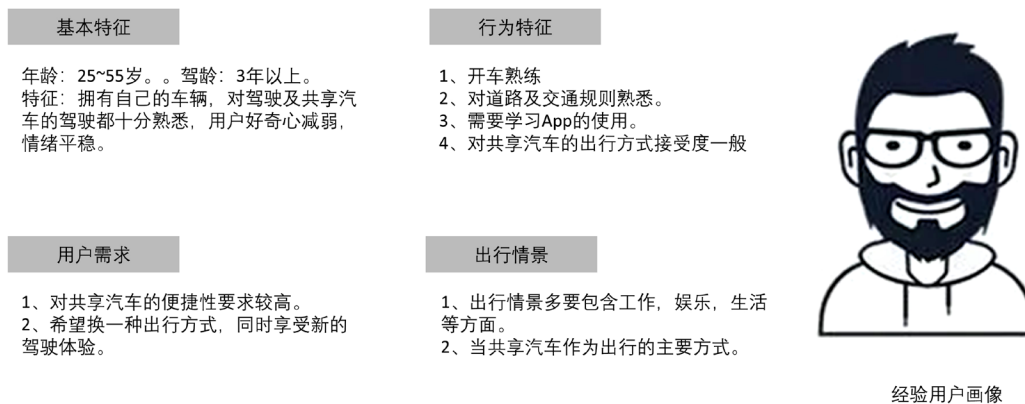 基本特征
年龄：25~55岁。。驾龄：3年以上。
特征：拥有自己的车辆，对驾驶及共享汽
车的驾驶都十分熟悉，用户好奇心减弱，
情绪平稳。
行为特征
1、开车熟练
2、对道路及交通规则熟悉。
3、需要学习App的使用。
4、对共享汽车的出行方式接受度一般
用户需求
1、对共享汽车的便捷性要求较高。
2、希望换一种出行方式，同时享受新的
驾驶体验。
出行情景
1、出行情景多要包含工作，娱乐，生活
等方面。
2、当共享汽车作为出行的主要方式。
经验用户画像